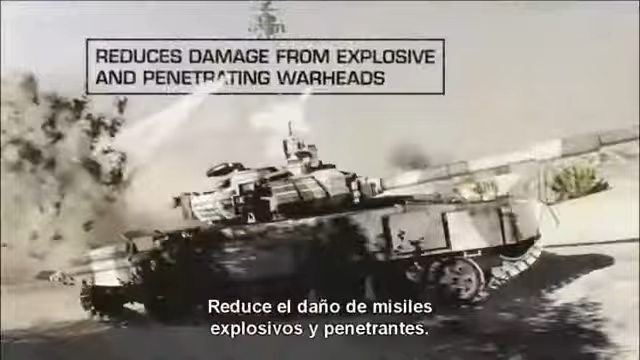 REDUCES DAMAGE FROM EXPLOSIVE
AND PENETRATING WARHEADS
Reduce el daño de misiles
explosivos y penetrantes.